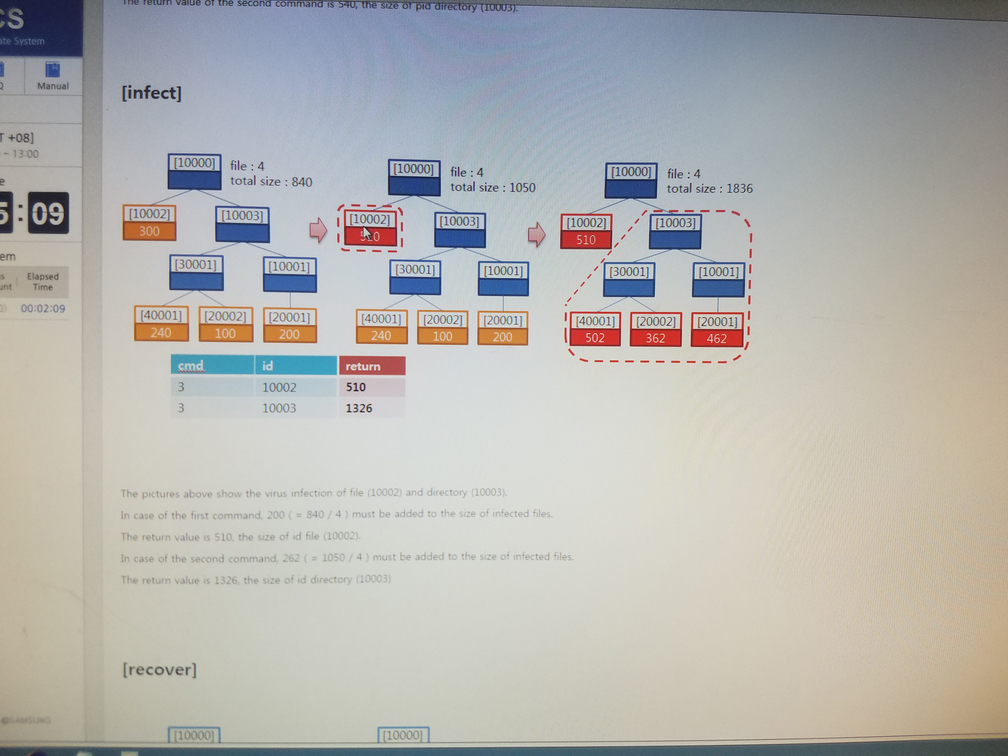 The return value of the second command is 540, the size of pid directory (10003).
CS
ate System
Q
Manual
T +08]
~ 13:00
e
5:09
em
s
unt
Elapsed
Time
00:02:09
@SAMSUNG
[infect]
[10000]
file : 4
total size : 840
[10002]
300
[10003]
[30001]
[10001]
[40001]
240
[20002]
100
[20001]
200
[10000]
file : 4
total size : 1050
[10002]
[10003]
[30001]
[10001]
[40001]
240
[20002]
100
[20001]
200
[10000]
file : 4
total size : 1836
[10002]
510
[10003]
[30001]
[10001]
[40001]
502
[20002]
362
[20001]
462
cmd id return
3 10002 510
3 10003 1326
The pictures above show the virus infection of file (10002) and directory (10003).
In case of the first command, 200 ( = 840 / 4 ) must be added to the size of infected files.
The return value is 510, the size of id file (10002).
In case of the second command, 262 ( = 1050 / 4 ) must be added to the size of infected files.
The return value is 1326, the size of id directory (10003)
[recover]
[10000]
[10000]